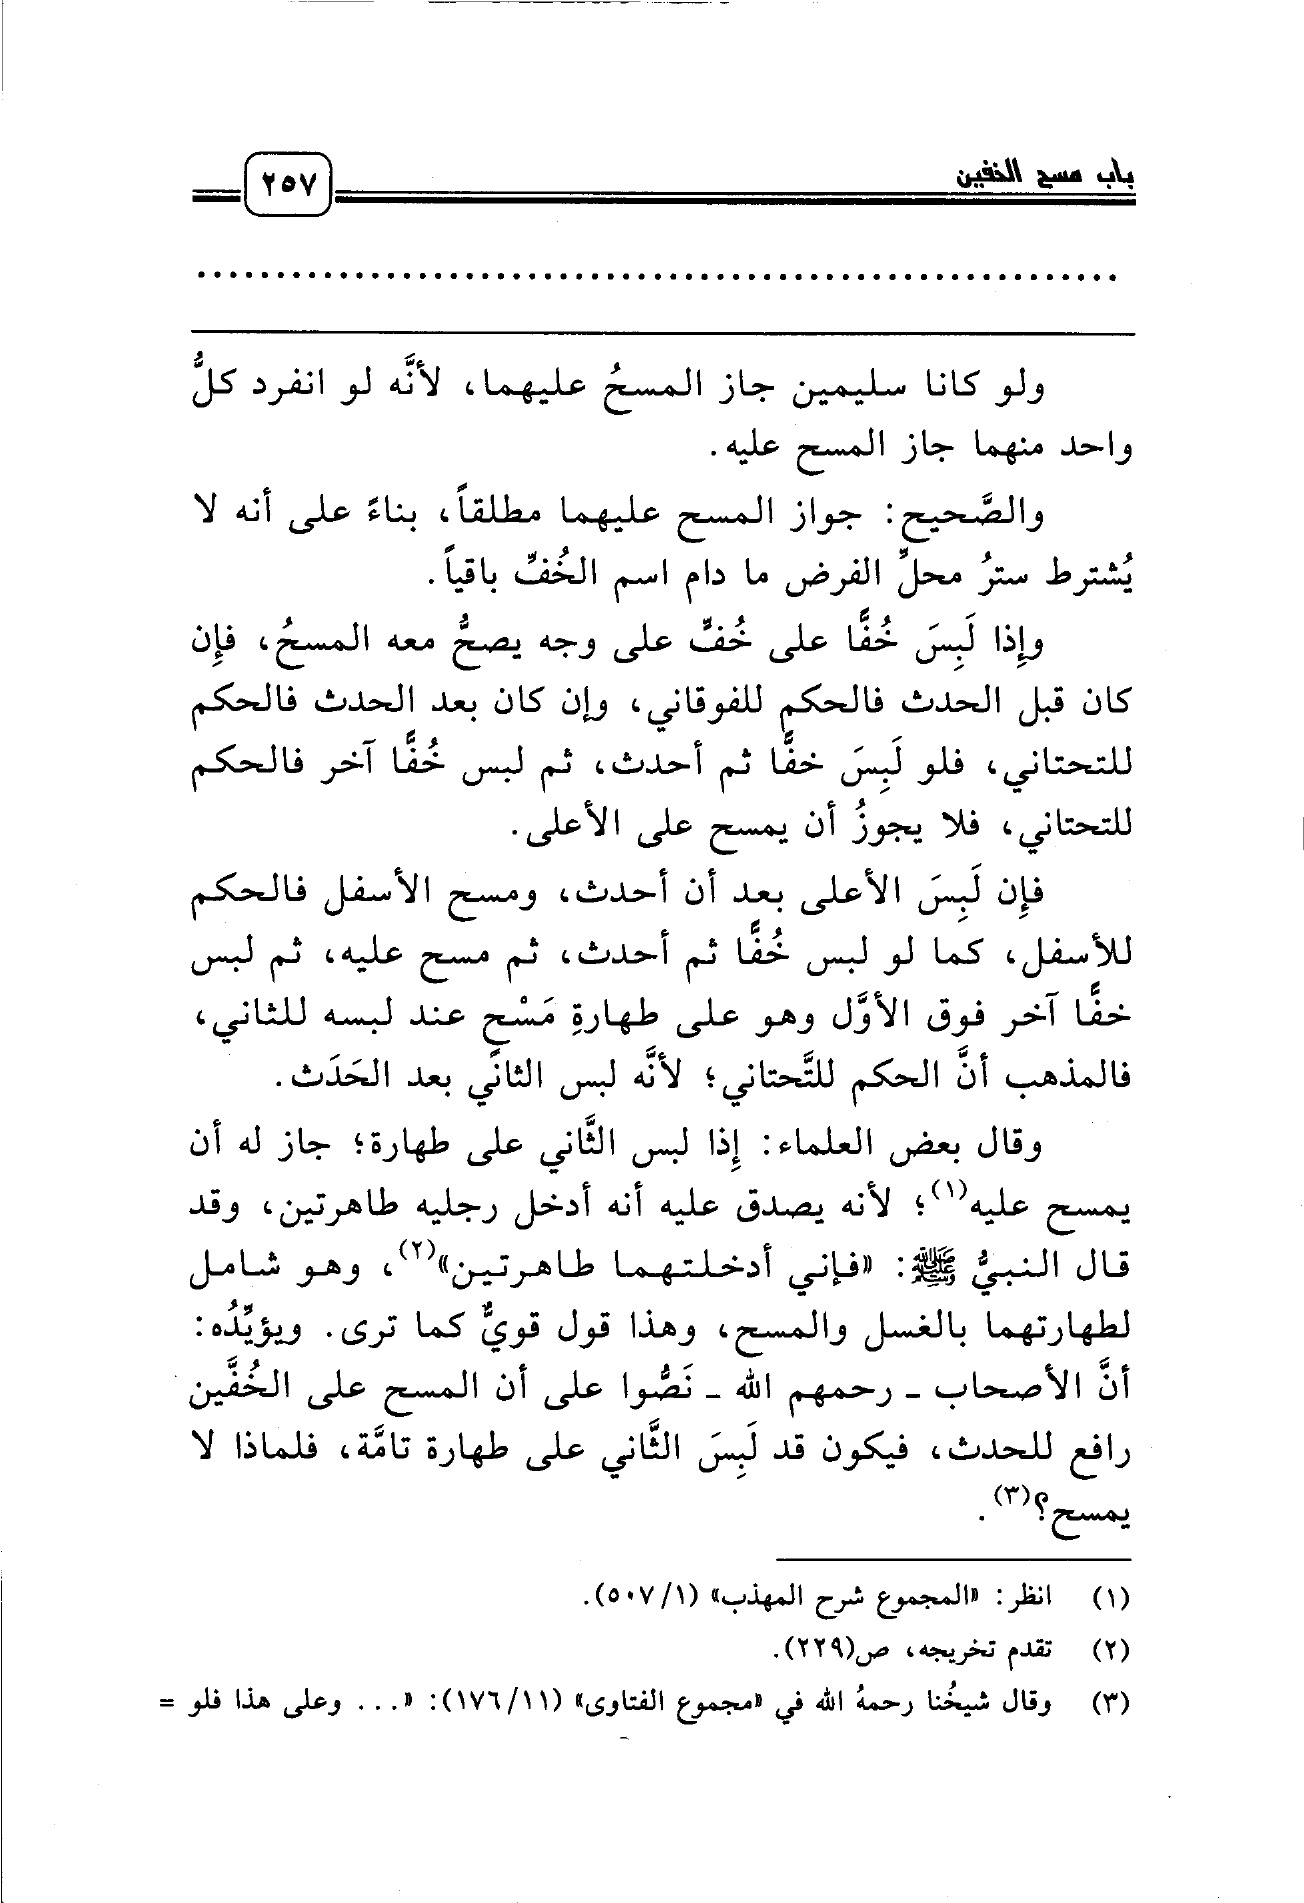 باب مسح الخفين
٢٥٧
ولو كانا سليمين جاز المسحُ عليهما، لأنَّه لو انفرد كلُّ
واحد منهما جاز المسح عليه.
والصَّحيح: جواز المسح عليهما مطلقاً، بناءً على أنه لا
يُشترط سترُ محلِّ الفرض ما دام اسم الخُفِّ باقياً.
وإذا لَبِسَ خُفًّا على خُفٍّ على وجه يصحُّ معه المسحُ، فإن
كان قبل الحدث فالحكم للفوقاني، وإن كان بعد الحدث فالحكم
للتحتاني، فلو لَبِسَ خفًّا ثم أحدث، ثم لبس خُفًّا آخر فالحكم
للتحتاني، فلا يجوزُ أن يمسح على الأعلى.
فإن لَبِسَ الأعلى بعد أن أحدث، ومسح الأسفل فالحكم
للأسفل، كما لو لبس خُفًّا ثم أحدث، ثم مسح عليه، ثم لبس
خفًّا آخر فوق الأوَّل وهو على طهارةِ مَسْح عند لبسه للثاني،
فالمذهب أنَّ الحكم للتَّحتاني؛ لأنَّه لبس الثاني بعد الحَدَث.
وقال بعض العلماء: إذا لبس الثَّاني على طهارة؛ جاز له أن
يمسح عليه(١)؛ لأنه يصدق عليه أنه أدخل رجليه طاهرتين، وقد
قال النبيُّ ﷺ: «فإني أدخلتهما طاهرتين»(٢)، وهو شامل
لطهارتهما بالغسل والمسح، وهذا قول قويٌّ كما ترى. ويؤيِّدُه:
أنَّ الأصحاب ـ رحمهم الله ـ نَصُّوا على أن المسح على الخُفَّين
رافع للحدث، فيكون قد لَبِسَ الثَّاني على طهارة تامَّة، فلماذا لا
يمسح؟(٣).
(١) انظر: «المجموع شرح المهذب» (٥٠٧/١).
(٢) تقدم تخريجه، ص(٢٢٩).
(٣) وقال شيخُنا رحمهُ الله في «مجموع الفتاوى» (١٧٦/١١): «... وعلى هذا فلو =